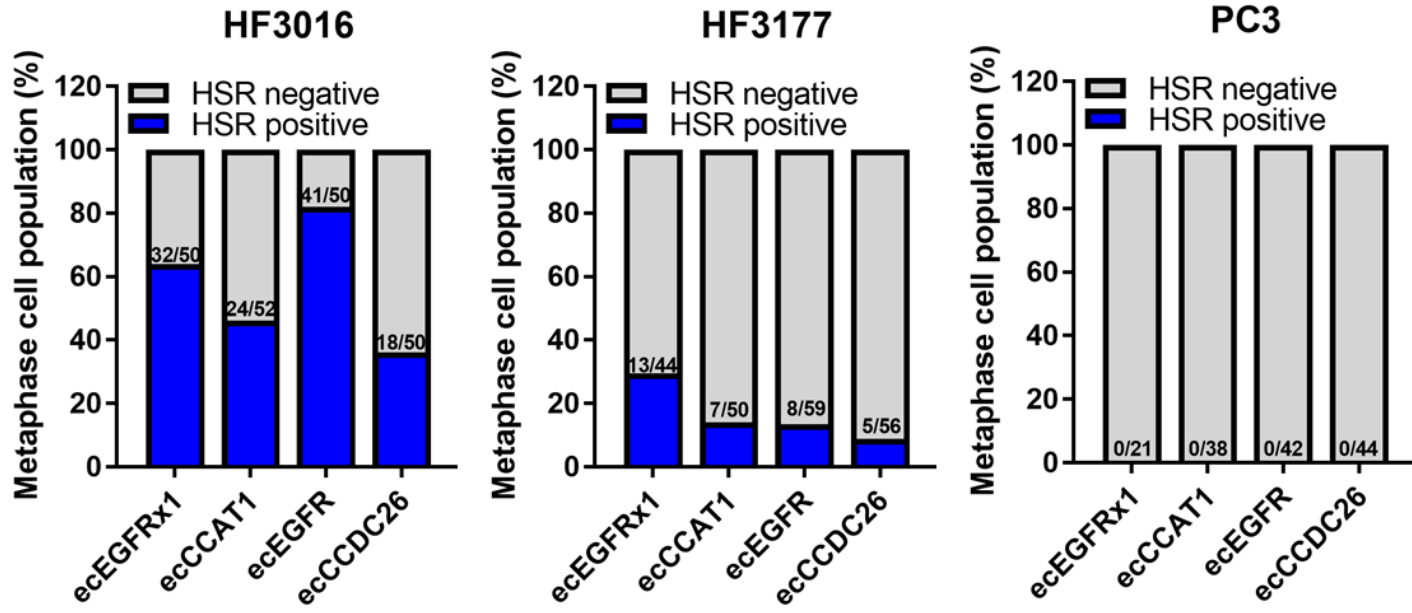 HF3016
Metaphase cell population (%)
120
100
80
60
40
20
0
HSR negative
HSR positive
32/50
24/52
41/50
18/50
ecEGFRx1
ecCCAT1
ecEGFR
ecCCDC26
HF3177
Metaphase cell population (%)
120
100
80
60
40
20
0
HSR negative
HSR positive
13/44
7/50
8/59
5/56
ecEGFRx1
ecCCAT1
ecEGFR
ecCCDC26
PC3
Metaphase cell population (%)
120
100
80
60
40
20
0
HSR negative
HSR positive
0/21
0/38
0/42
0/44
ecEGFRx1
ecCCAT1
ecEGFR
ecCCDC26